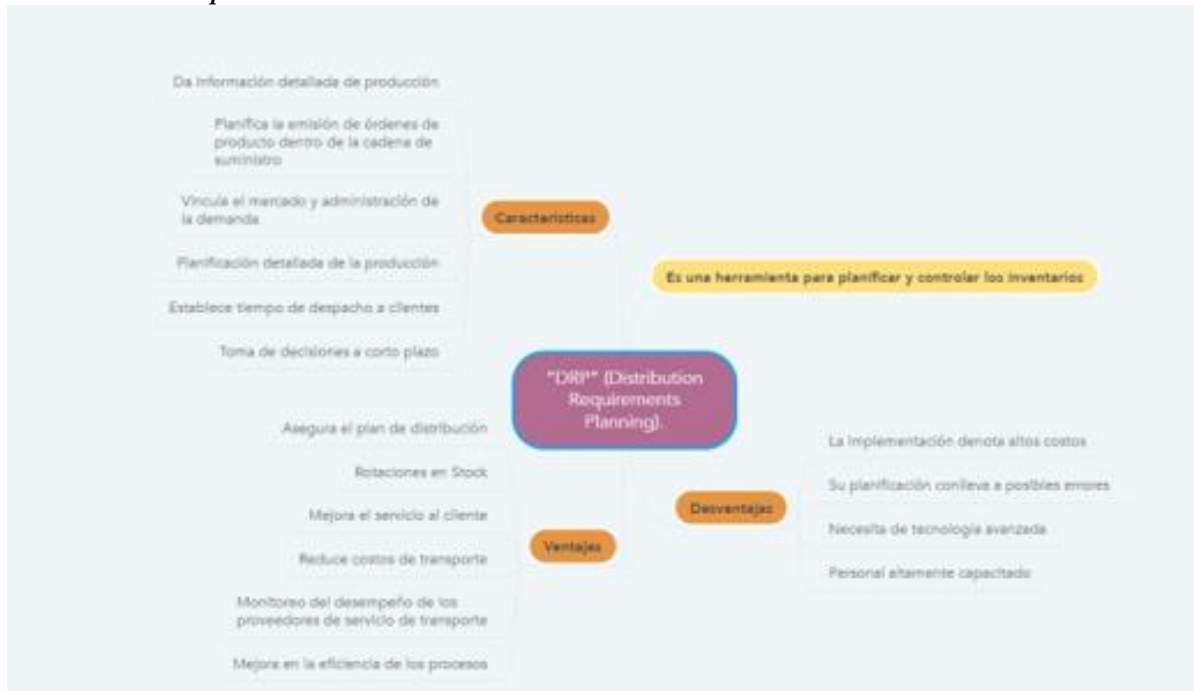 Da información detallada de producción
Planifica la emisión de órdenes de
producto dentro de la cadena de
suministro
Vincula el mercado y administración de
la demanda
Planificación detallada de la producción
Establece tiempo de despacho a clientes
Toma de decisiones a corto plazo
Características
Es una herramienta para planificar y controlar los inventarios
"DRP" (Distribution
Requirements
Planning).
Asegura el plan de distribución
Rotaciones en Stock
Mejora el servicio al cliente
Reduce costos de transporte
Monitoreo del desempeño de los
proveedores de servicio de transporte
Mejora en la eficiencia de los procesos
Ventajas
Desventajas
La implementación denota altos costos
Su planificación conlleva a posibles errores
Necesita de tecnología avanzada
Personal altamente capacitado